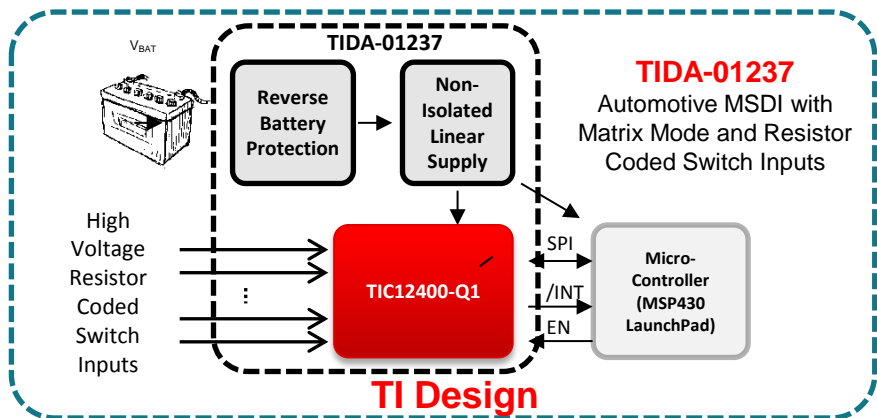 TIDA-01237
V_BAT
Reverse
Battery
Protection
Non-
Isolated
Linear
Supply
TIDA-01237
Automotive MSDI with
Matrix Mode and Resistor
Coded Switch Inputs
High
Voltage
Resistor
Coded
Switch
Inputs
...
TIC12400-Q1
SPI
/INT
EN
Micro-
Controller
(MSP430
LaunchPad)
TI Design